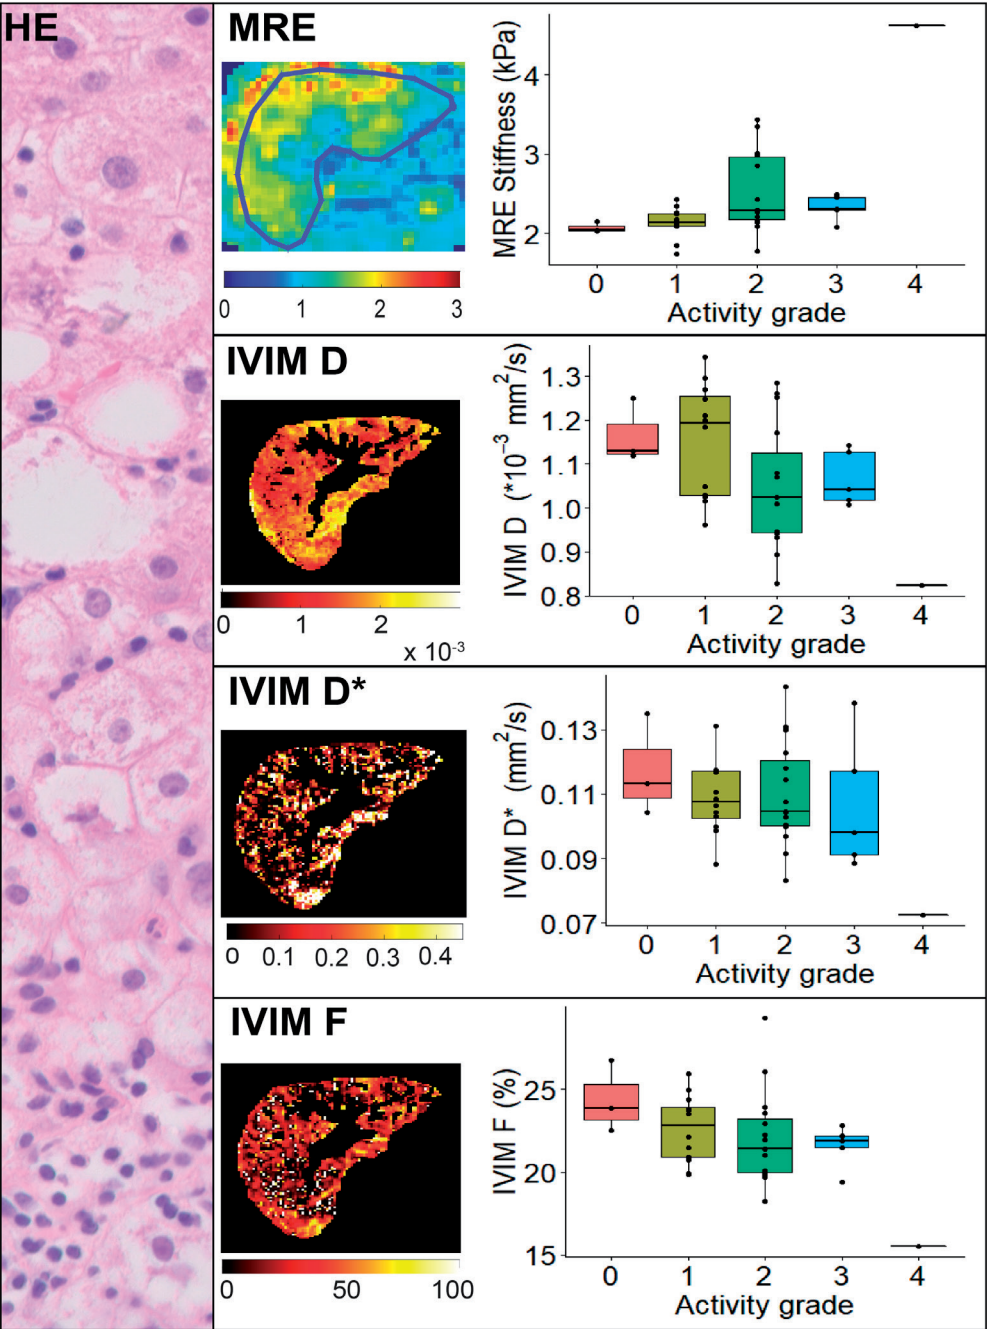 HE
MRE
0 1 2 3
MRE Stiffness (kPa)
4
3
2
0 1 2 3 4
Activity grade
IVIM D
0 1 2
x 10⁻³
IVIM D (*10⁻³ mm²/s)
1.3
1.2
1.1
1.0
0.9
0.8
0 1 2 3 4
Activity grade
IVIM D*
0 0.1 0.2 0.3 0.4
IVIM D* (mm²/s)
0.13
0.11
0.09
0.07
0 1 2 3 4
Activity grade
IVIM F
0 50 100
IVIM F (%)
25
20
15
0 1 2 3 4
Activity grade